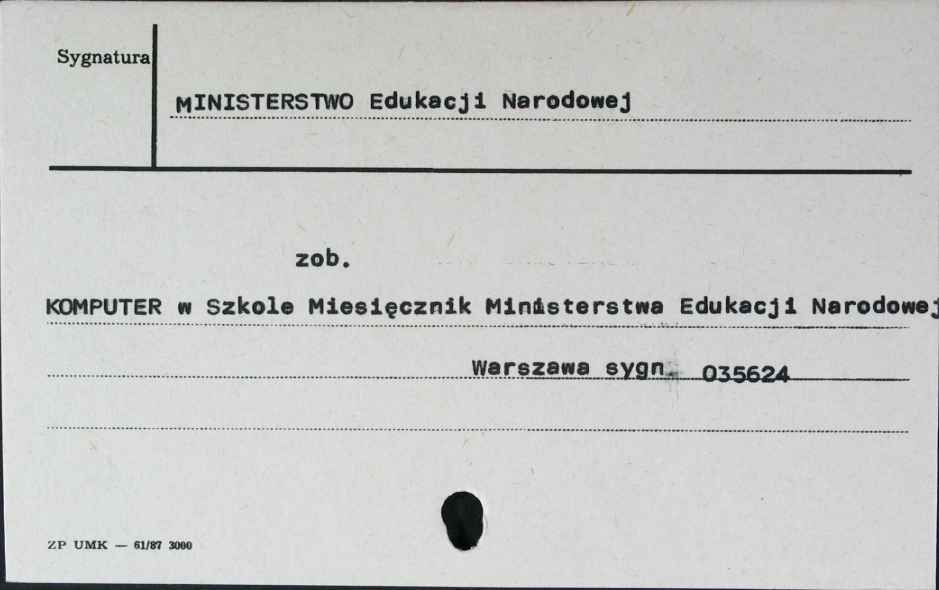 Sygnatura
MINISTERSTWO Edukacji Narodowej
zob.
KOMPUTER w Szkole Miesięcznik Ministerstwa Edukacji Narodowej
Warszawa sygn. 035624
ZP UMK — 61/87 3000